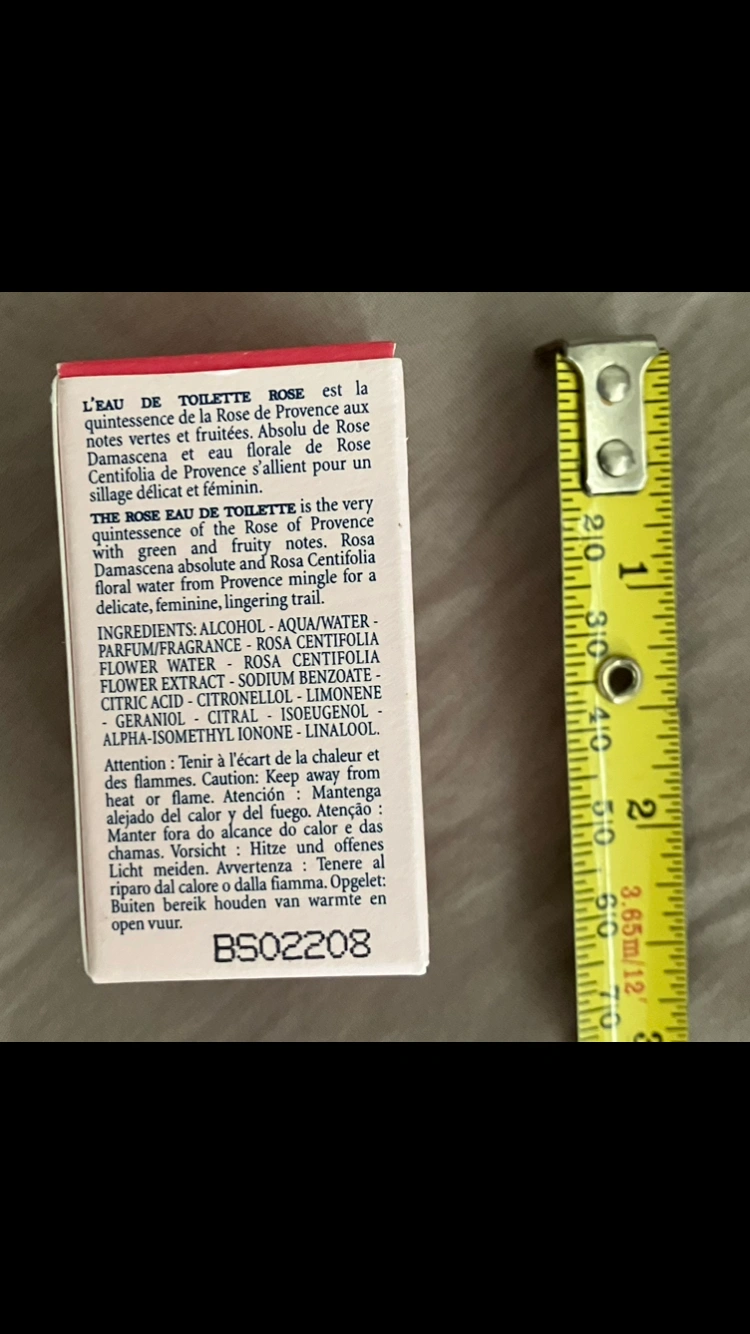 L'EAU DE TOILETTE ROSE est la
quintessence de la Rose de Provence aux
notes vertes et fruitées. Absolu de Rose
Damascena et eau florale de Rose
Centifolia de Provence s'allient pour un
sillage délicat et féminin.
THE ROSE EAU DE TOILETTE is the very
quintessence of the Rose of Provence
with green and fruity notes. Rosa
Damascena absolute and Rosa Centifolia
floral water from Provence mingle for a
delicate, feminine, lingering trail.
INGREDIENTS: ALCOHOL - AQUA/WATER -
PARFUM/FRAGRANCE - ROSA CENTIFOLIA
FLOWER WATER - ROSA CENTIFOLIA
FLOWER EXTRACT - SODIUM BENZOATE -
CITRIC ACID - CITRONELLOL - LIMONENE
- GERANIOL - CITRAL - ISOEUGENOL -
ALPHA-ISOMETHYL IONONE - LINALOOL.
Attention : Tenir à l'écart de la chaleur et
des flammes. Caution: Keep away from
heat or flame. Atención : Mantenga
alejado del calor y del fuego. Atenção :
Manter fora do alcance do calor e das
chamas. Vorsicht : Hitze und offenes
Licht meiden. Avvertenza : Tenere al
riparo dal calore o dalla fiamma. Opgelet:
Buiten bereik houden van warmte en
open vuur.
BS02208
20 30 40 50 60 70
1 2 3
3.65m/12'